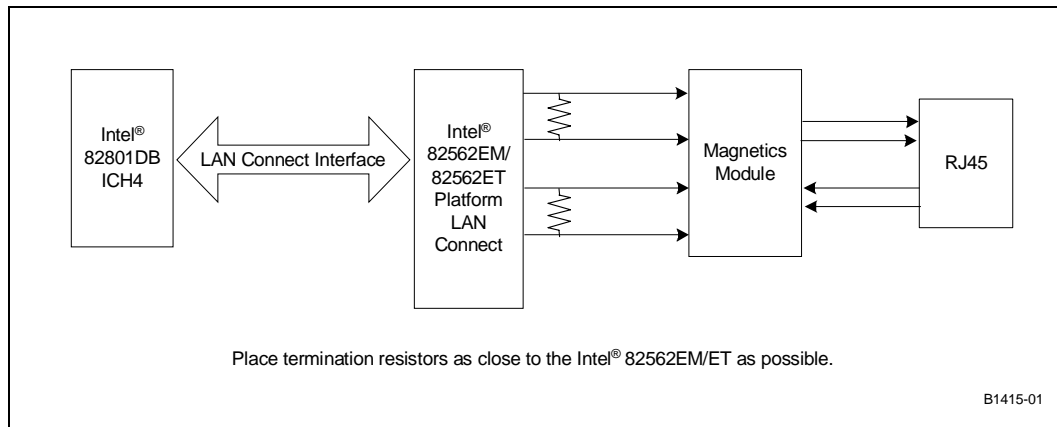 Intel®
82801DB
ICH4
LAN Connect Interface
Intel®
82562EM/
82562ET
Platform
LAN
Connect
Magnetics
Module
RJ45
Place termination resistors as close to the Intel® 82562EM/ET as possible.
B1415-01